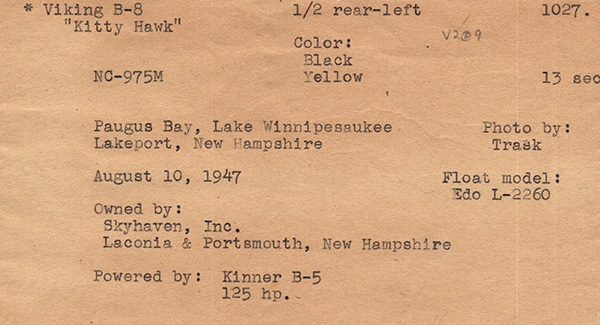 * Viking B-8 1/2 rear-left 1027.
"Kitty Hawk"
Color: V2@9
Black
NC-975M Yellow 13 sec
Paugus Bay, Lake Winnipesaukee Photo by:
Lakeport, New Hampshire Trask
August 10, 1947 Float model:
Edo L-2260
Owned by:
Skyhaven, Inc.
Laconia & Portsmouth, New Hampshire
Powered by: Kinner B-5
125 hp.